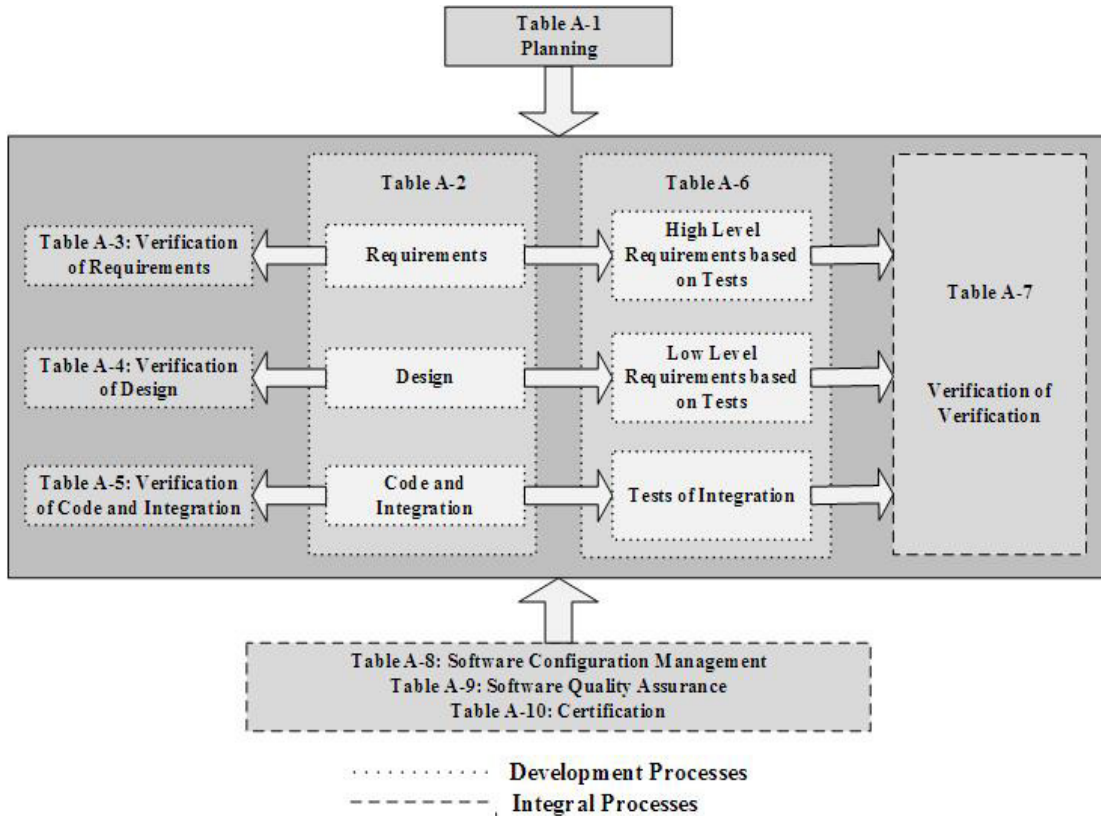 Table A-1
Planning
Table A-2
Table A-6
Table A-3: Verification
of Requirements
Requirements
High Level
Requirements based
on Tests
Table A-7
Verification of
Verification
Table A-4: Verification
of Design
Design
Low Level
Requirements based
on Tests
Table A-5: Verification
of Code and Integration
Code and
Integration
Tests of Integration
Table A-8: Software Configuration Management
Table A-9: Software Quality Assurance
Table A-10: Certification
Development Processes
Integral Processes